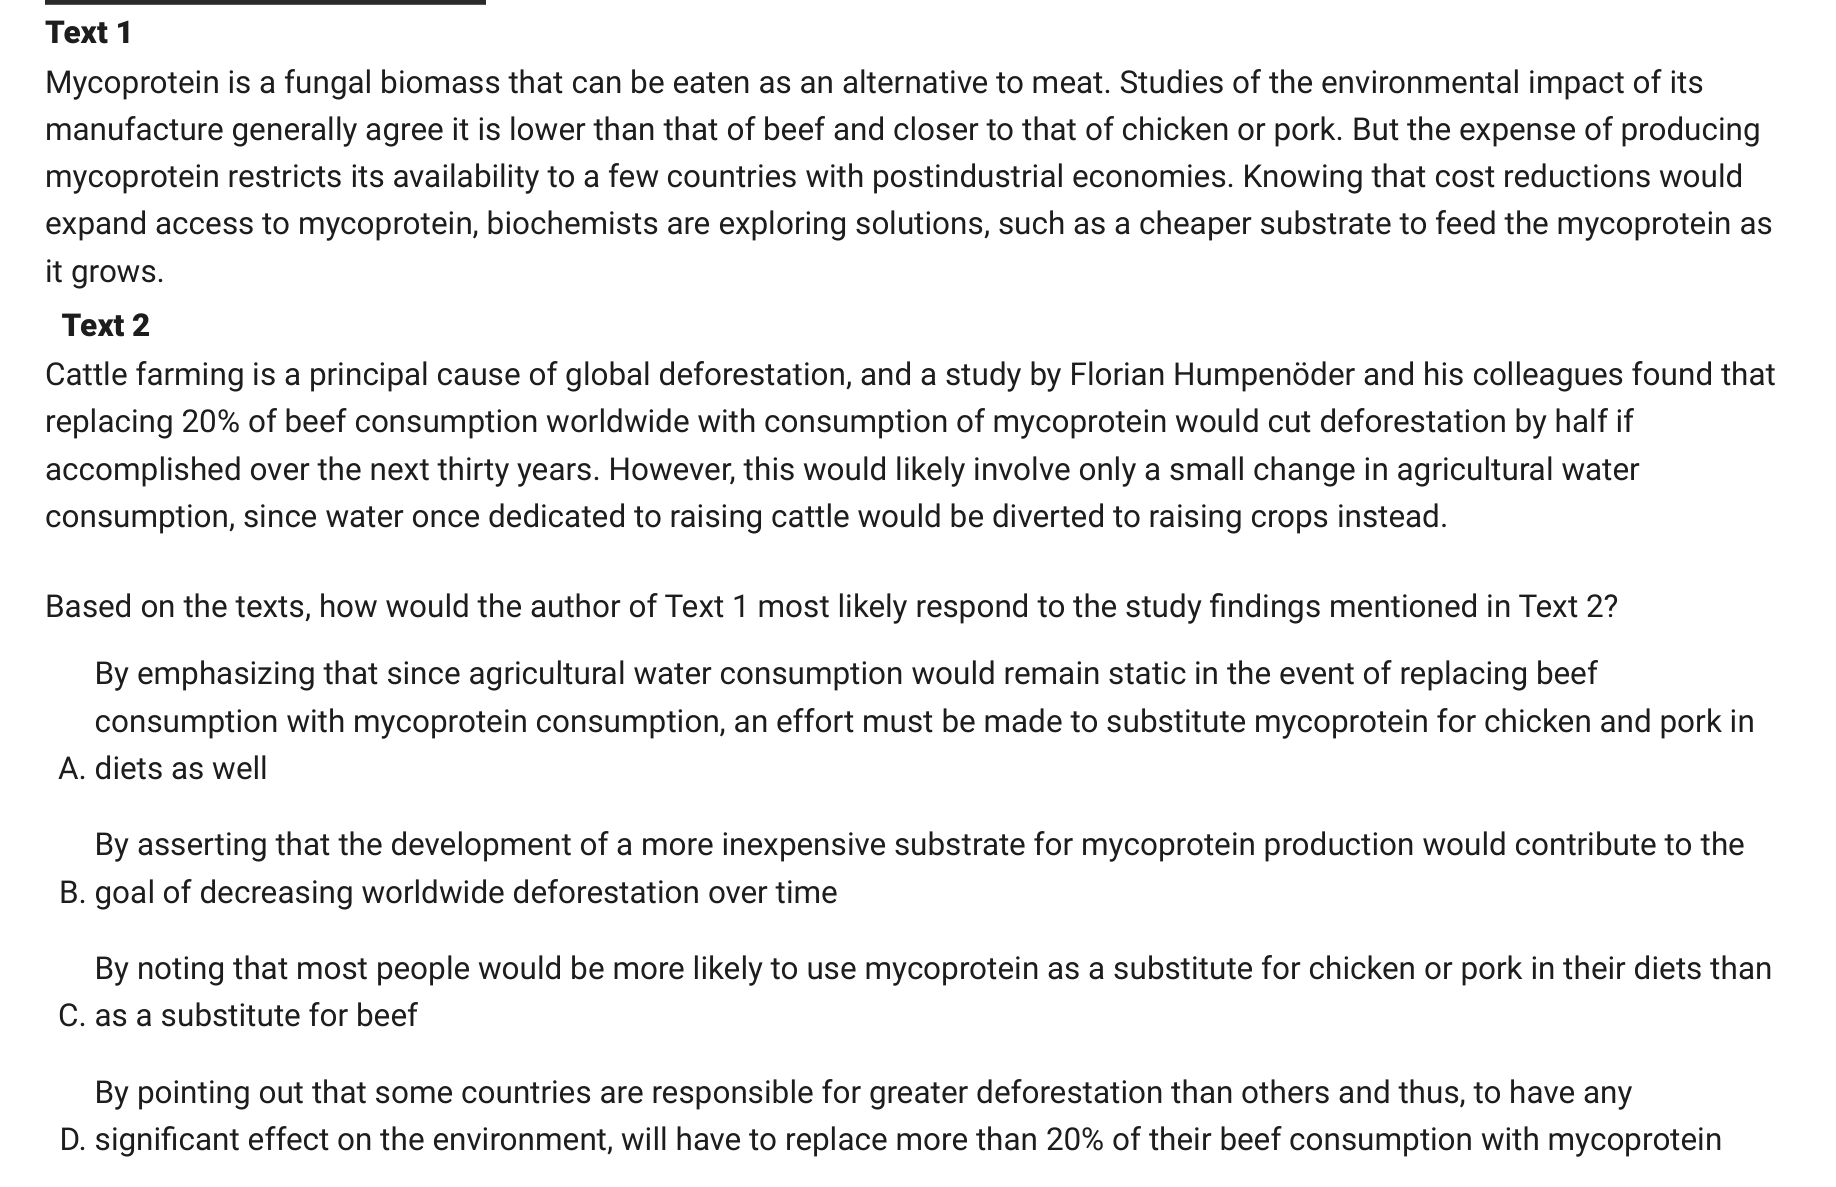 Text 1
Mycoprotein is a fungal biomass that can be eaten as an alternative to meat. Studies of the environmental impact of its
manufacture generally agree it is lower than that of beef and closer to that of chicken or pork. But the expense of producing
mycoprotein restricts its availability to a few countries with postindustrial economies. Knowing that cost reductions would
expand access to mycoprotein, biochemists are exploring solutions, such as a cheaper substrate to feed the mycoprotein as
it grows.
Text 2
Cattle farming is a principal cause of global deforestation, and a study by Florian Humpenöder and his colleagues found that
replacing 20% of beef consumption worldwide with consumption of mycoprotein would cut deforestation by half if
accomplished over the next thirty years. However, this would likely involve only a small change in agricultural water
consumption, since water once dedicated to raising cattle would be diverted to raising crops instead.
Based on the texts, how would the author of Text 1 most likely respond to the study findings mentioned in Text 2?
By emphasizing that since agricultural water consumption would remain static in the event of replacing beef
consumption with mycoprotein consumption, an effort must be made to substitute mycoprotein for chicken and pork in
A. diets as well
By asserting that the development of a more inexpensive substrate for mycoprotein production would contribute to the
B. goal of decreasing worldwide deforestation over time
By noting that most people would be more likely to use mycoprotein as a substitute for chicken or pork in their diets than
C. as a substitute for beef
By pointing out that some countries are responsible for greater deforestation than others and thus, to have any
D. significant effect on the environment, will have to replace more than 20% of their beef consumption with mycoprotein